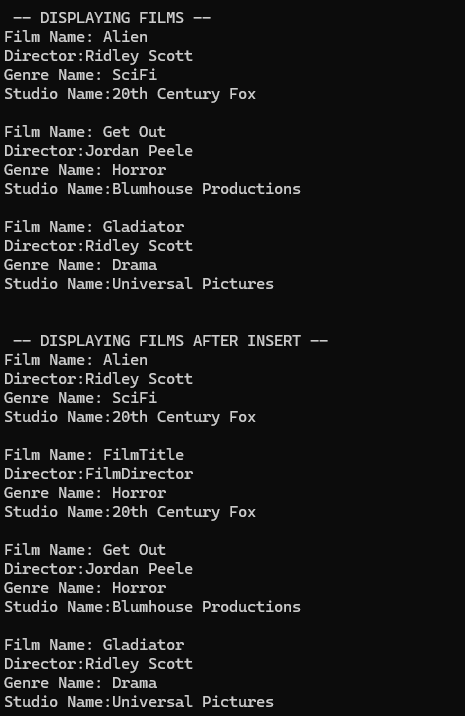 -- DISPLAYING FILMS --
Film Name: Alien
Director:Ridley Scott
Genre Name: SciFi
Studio Name:20th Century Fox

Film Name: Get Out
Director:Jordan Peele
Genre Name: Horror
Studio Name:Blumhouse Productions

Film Name: Gladiator
Director:Ridley Scott
Genre Name: Drama
Studio Name:Universal Pictures

-- DISPLAYING FILMS AFTER INSERT --
Film Name: Alien
Director:Ridley Scott
Genre Name: SciFi
Studio Name:20th Century Fox

Film Name: FilmTitle
Director:FilmDirector
Genre Name: Horror
Studio Name:20th Century Fox

Film Name: Get Out
Director:Jordan Peele
Genre Name: Horror
Studio Name:Blumhouse Productions

Film Name: Gladiator
Director:Ridley Scott
Genre Name: Drama
Studio Name:Universal Pictures